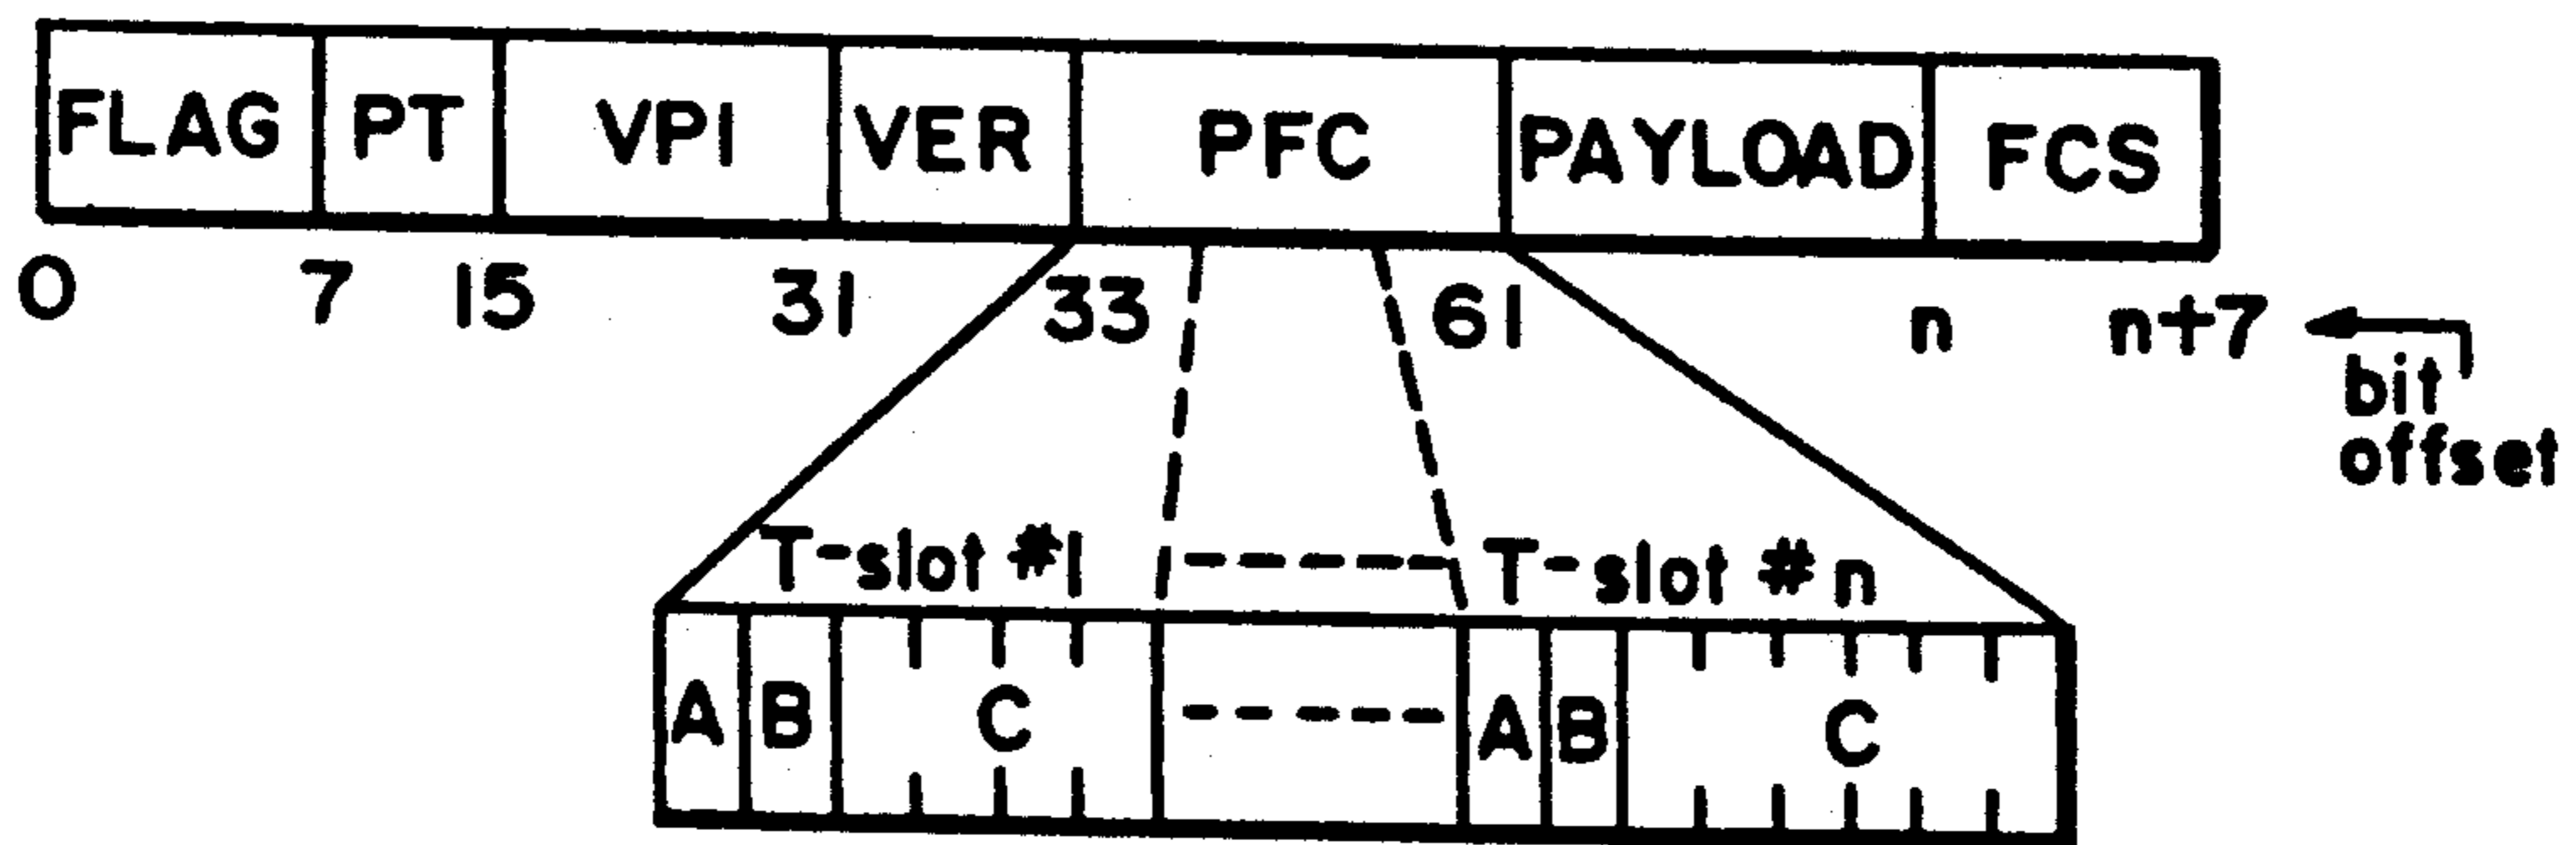 FLAG PT VPI VER PFC PAYLOAD FCS
0 7 15 31 33 61 n n+7
bit
offset
T-slot #1 T-slot #n
A B C A B C